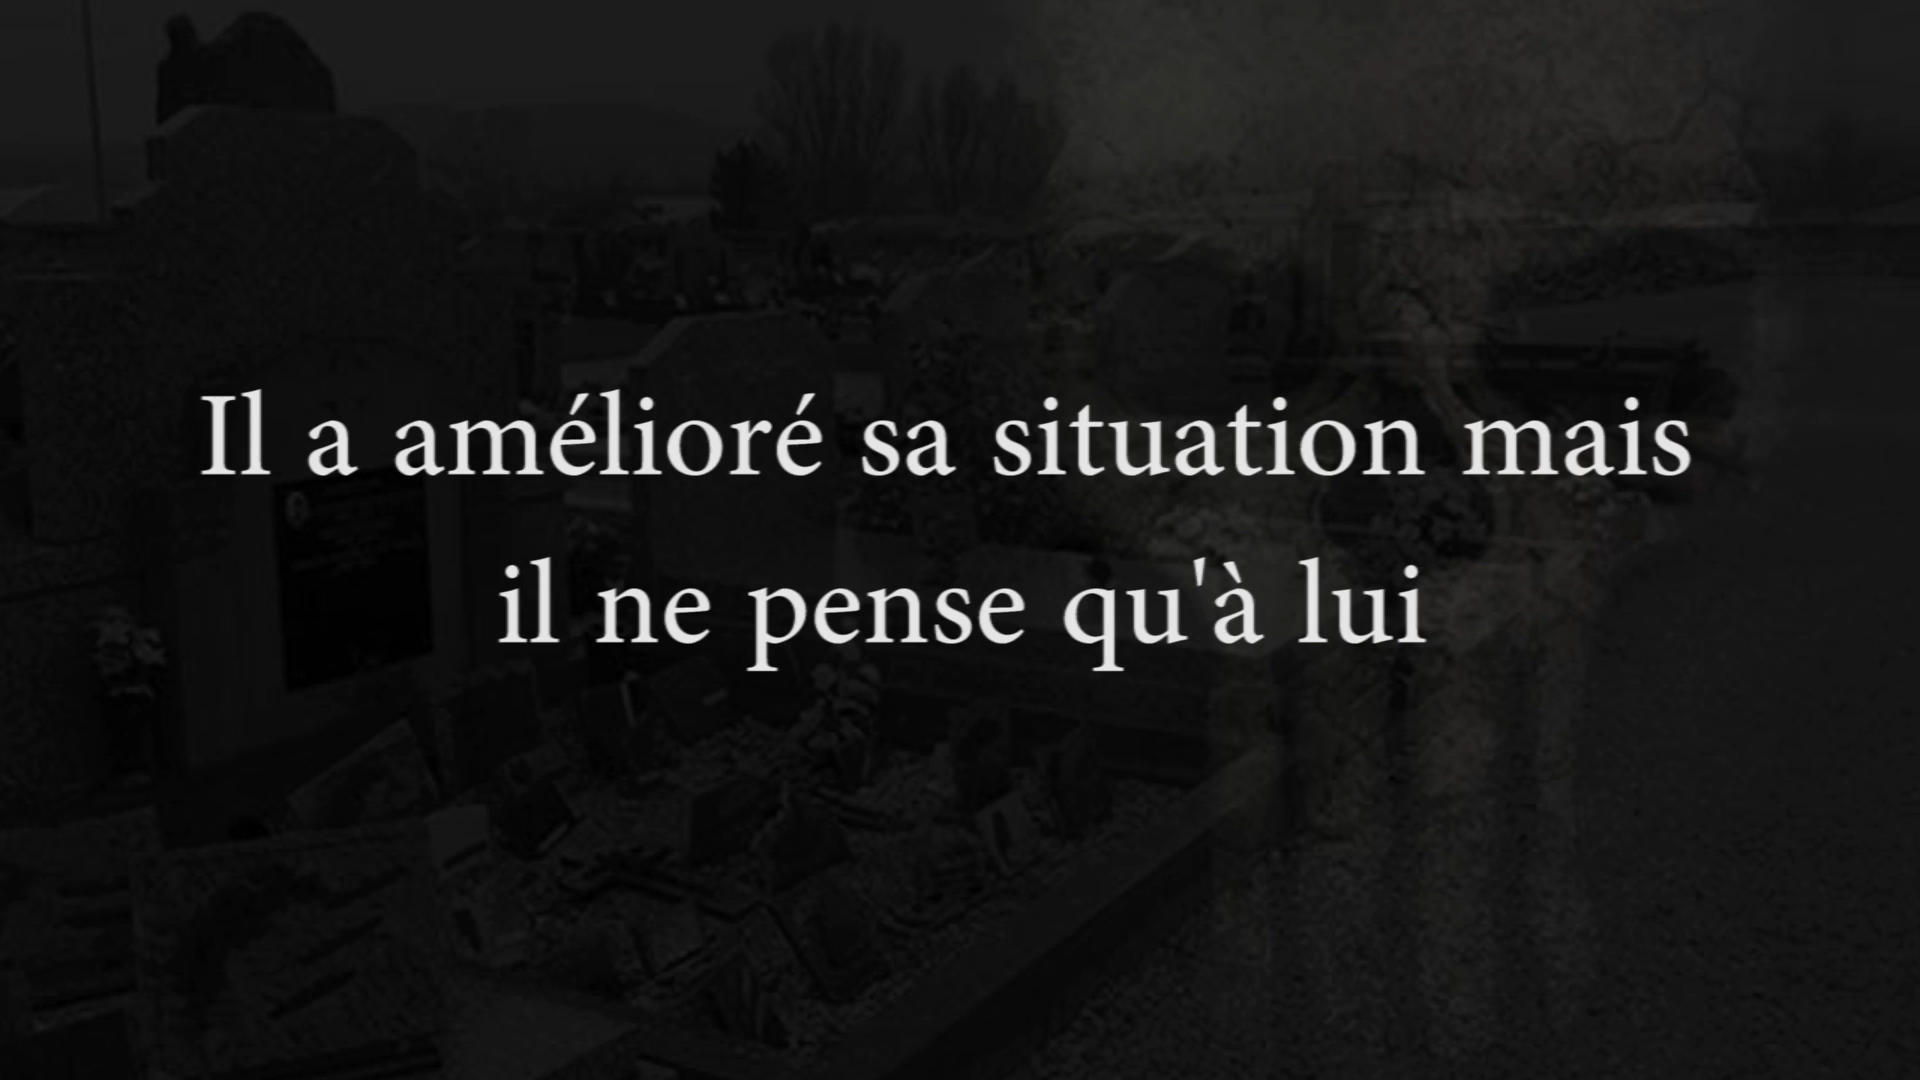 Il a amélioré sa situation mais
il ne pense qu'à lui